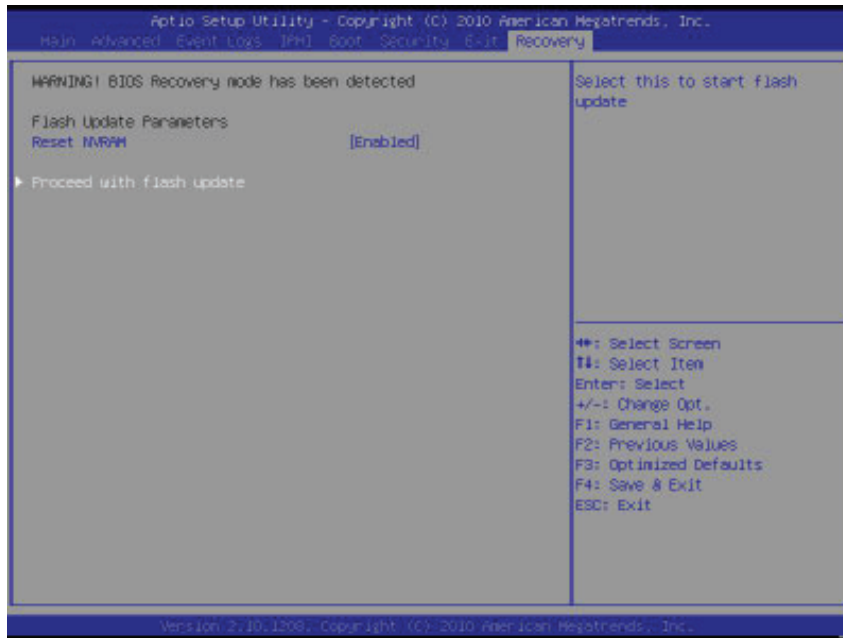 Aptio Setup Utility - Copyright (C) 2010 American Megatrends, Inc.
Main Advanced Event Logs IPMI Boot Security Exit Recovery
WARNING! BIOS Recovery mode has been detected
Flash Update Parameters
Reset NVRAM [Enabled]
Proceed with flash update
Select this to start flash
update
: Select Screen
↑↓: Select Item
Enter: Select
+/-: Change Opt.
F1: General Help
F2: Previous Values
F3: Optimized Defaults
F4: Save & Exit
ESC: Exit
Version 2.10.1208. Copyright (C) 2010 American Megatrends, Inc.